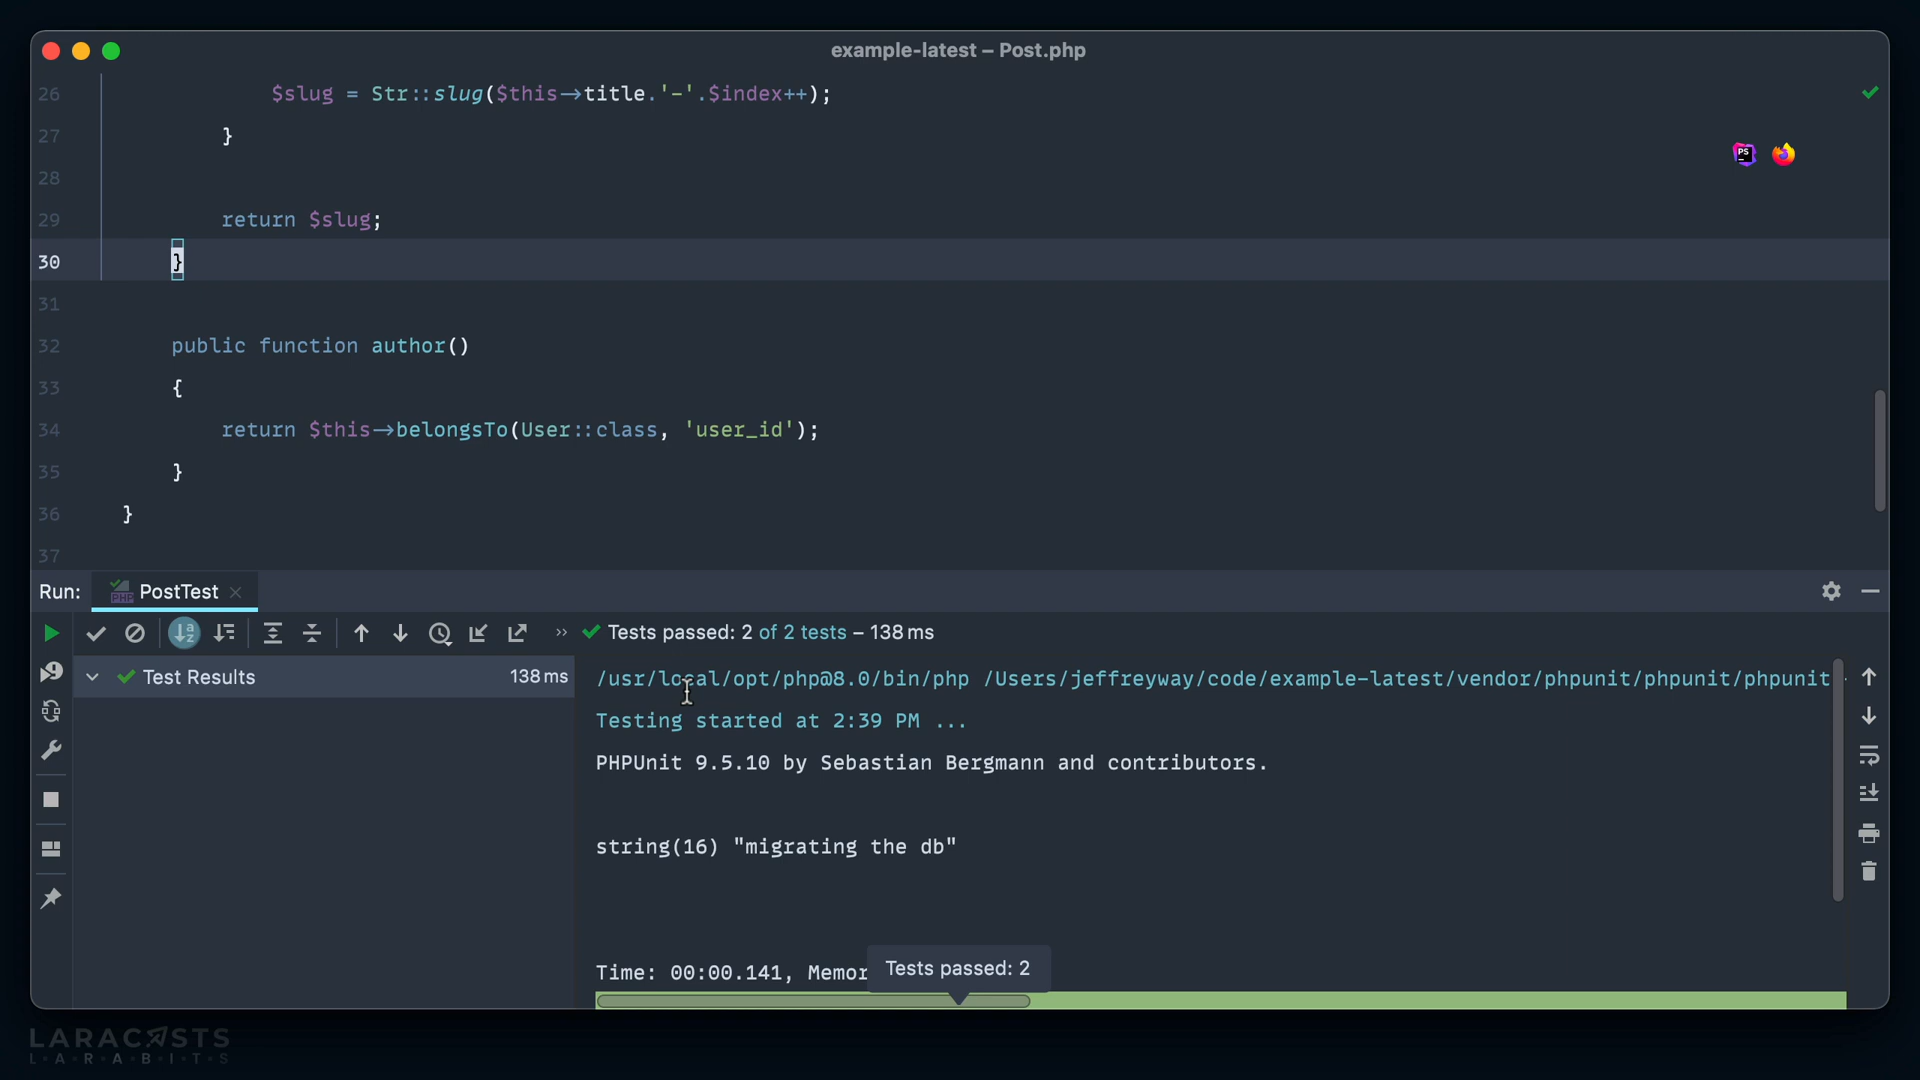 example-latest – Post.php
26 $slug = Str::slug($this→title.'-'.$index++);
27 }
28
29 return $slug;
30 }
31
32 public function author()
33 {
34 return $this→belongsTo(User::class, 'user_id');
35 }
36 }
37
PS
Run: PHP PostTest
Tests passed: 2 of 2 tests – 138 ms
Test Results 138 ms
/usr/local/opt/php@8.0/bin/php /Users/jeffreyway/code/example-latest/vendor/phpunit/phpunit/phpunit
Testing started at 2:39 PM ...
PHPUnit 9.5.10 by Sebastian Bergmann and contributors.
string(16) "migrating the db"
Time: 00:00.141, Memor
Tests passed: 2
LARACASTS
L·A·R·A·B·I·T·S